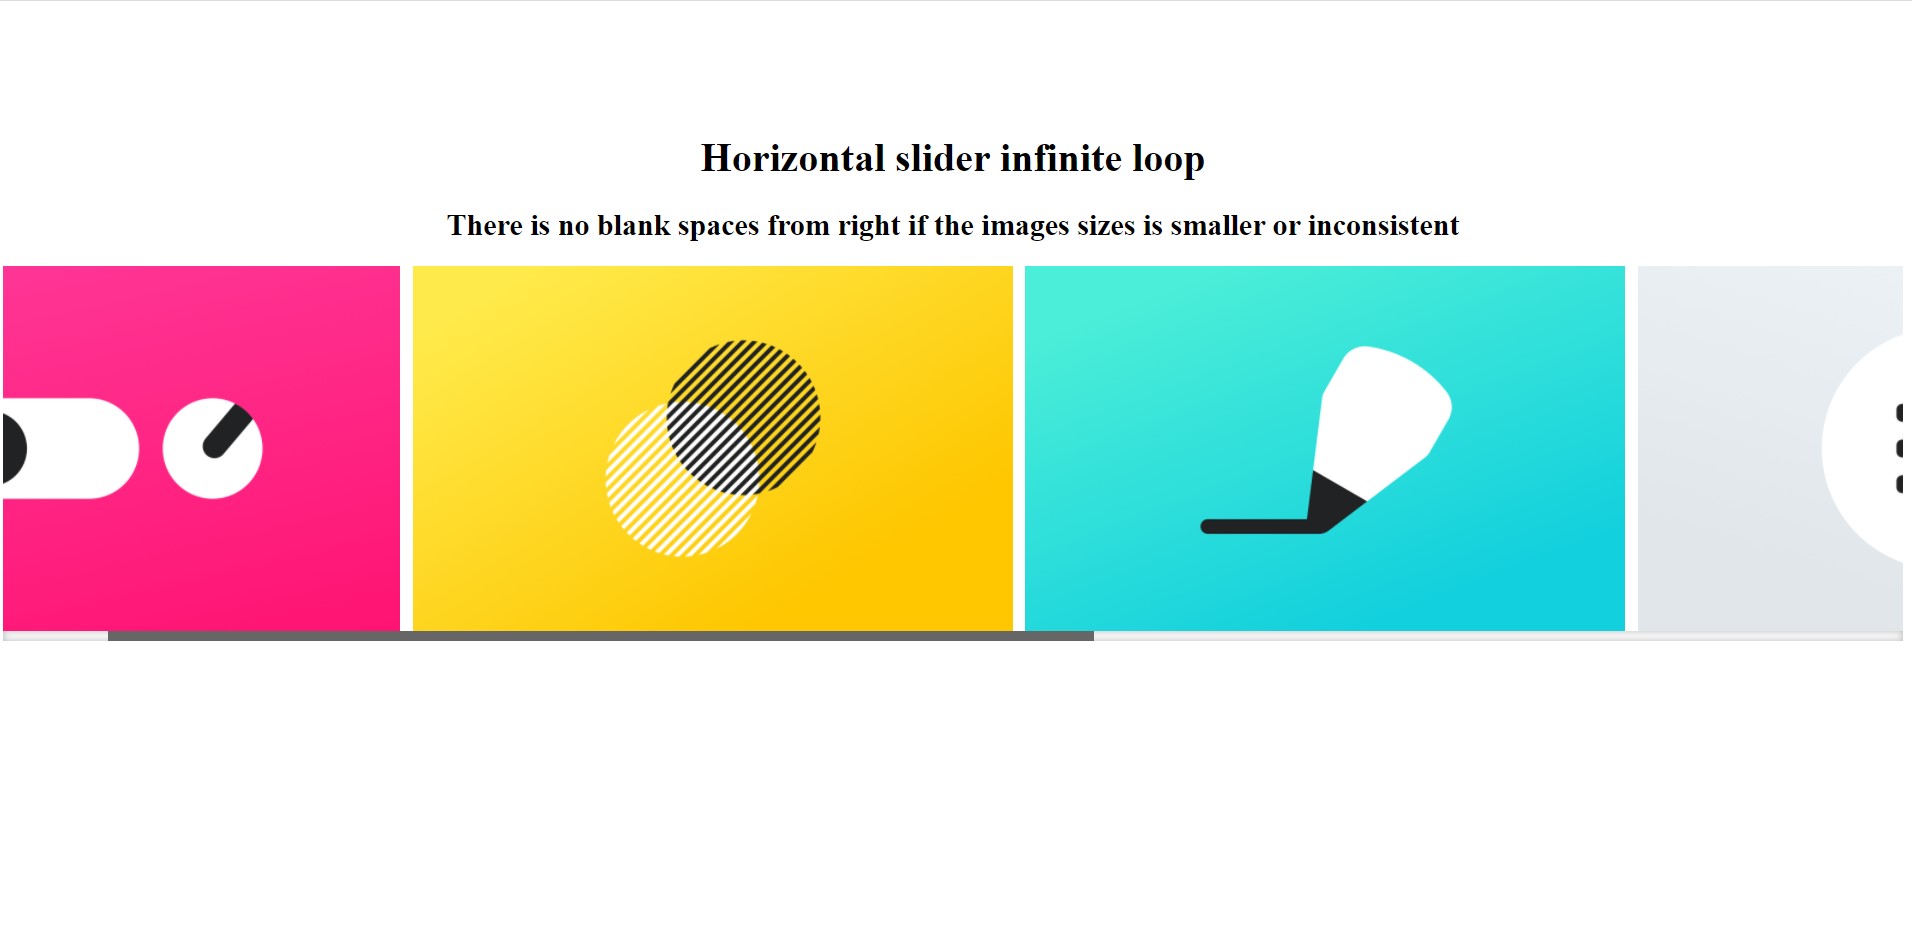 Horizontal slider infinite loop
There is no blank spaces from right if the images sizes is smaller or inconsistent